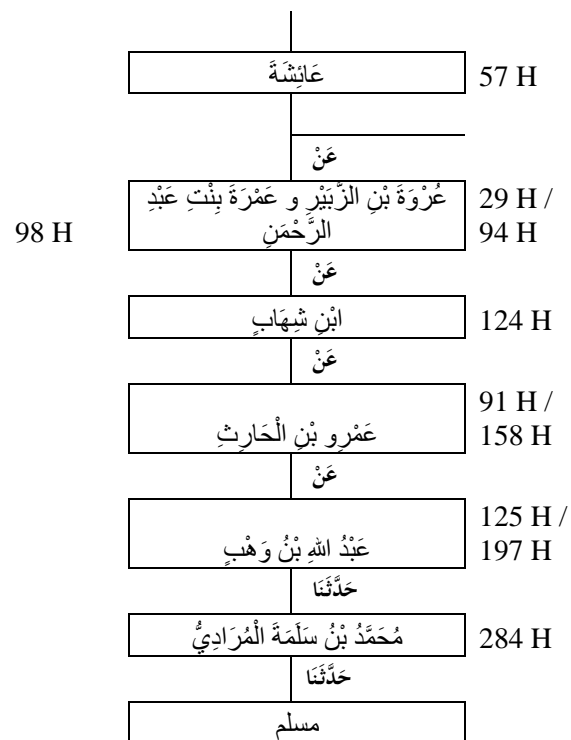 عَائِشَةَ 57 H
عَنْ
عُرْوَةَ بْنِ الزُّبَيْرِ و عَمْرَةَ بِنْتِ عَبْدِ 29 H /
98 H الرَّحْمَنِ 94 H
عَنْ
ابْنِ شِهَابٍ 124 H
عَنْ
91 H /
عَمْرِو بْنِ الْحَارِثِ 158 H
عَنْ
125 H /
عَبْدُ اللهِ بْنُ وَهْبٍ 197 H
حَدَّثَنَا
مُحَمَّدُ بْنُ سَلَمَةَ الْمُرَادِيُّ 284 H
حَدَّثَنَا
مسلم